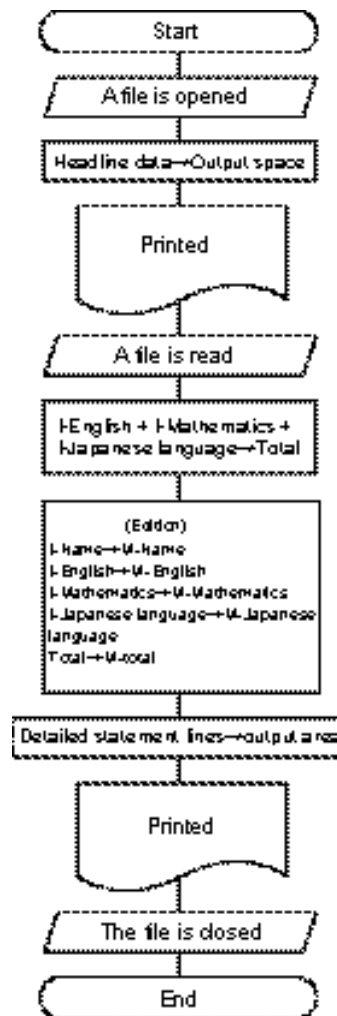 Start
A file is opened
Head line data→Output space
Printed
A file is read
I-English + I-Mathematics +
I-Japanese language→Total
(Edition)
I-Name→M-Name
I-English→M-English
I-Mathematics→M-Mathematics
I-Japanese language→M-Japanese
language
Total→M-total
Detailed statement lines→output area
Printed
The file is closed
End